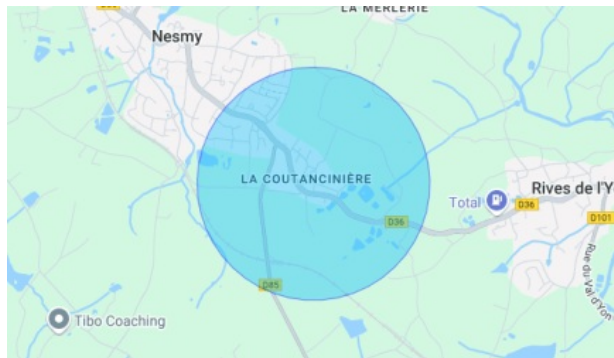 LA MERLERIE
Nesmy
LA COUTANCINIÈRE
Total
Rives de l'Y
D36
D36
D101
Rue du Val d'Yon
D85
Tibo Coaching